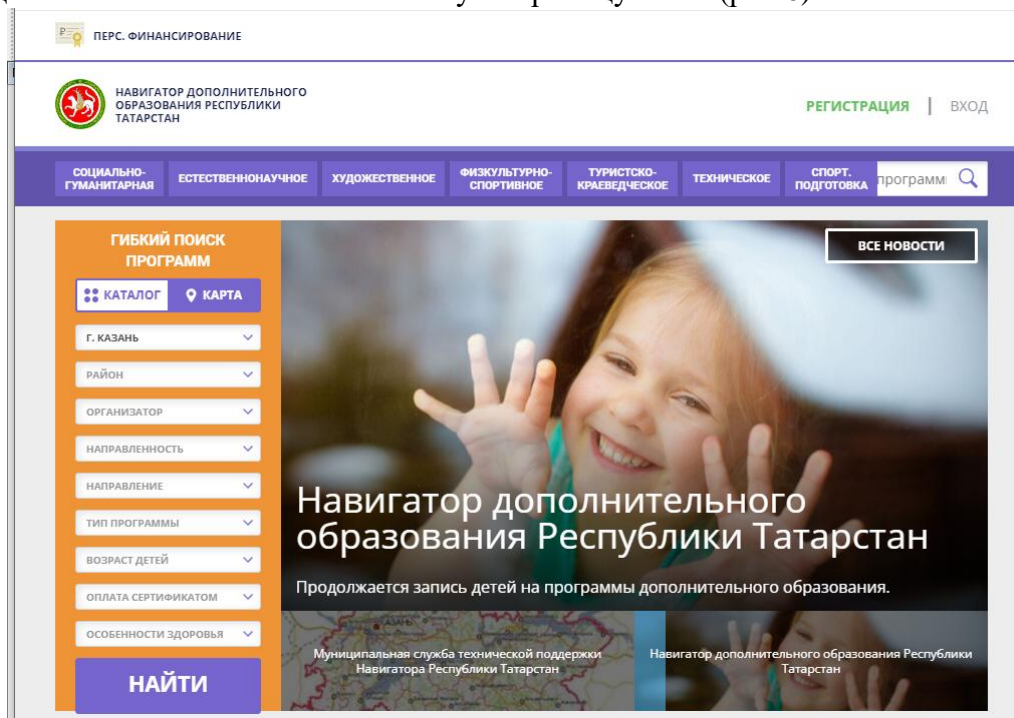 ПЕРС. ФИНАНСИРОВАНИЕ
НАВИГАТОР ДОПОЛНИТЕЛЬНОГО
ОБРАЗОВАНИЯ РЕСПУБЛИКИ
ТАТАРСТАН
РЕГИСТРАЦИЯ | ВХОД
СОЦИАЛЬНО-
ГУМАНИТАРНАЯ
ЕСТЕСТВЕННОНАУЧНОЕ
ХУДОЖЕСТВЕННОЕ
ФИЗКУЛЬТУРНО-
СПОРТИВНОЕ
ТУРИСТСКО-
КРАЕВЕДЧЕСКОЕ
ТЕХНИЧЕСКОЕ
СПОРТ.
ПОДГОТОВКА
программ
ГИБКИЙ ПОИСК
ПРОГРАММ
КАТАЛОГ
КАРТА
Г. КАЗАНЬ
РАЙОН
ОРГАНИЗАТОР
НАПРАВЛЕННОСТЬ
НАПРАВЛЕНИЕ
ТИП ПРОГРАММЫ
ВОЗРАСТ ДЕТЕЙ
ОПЛАТА СЕРТИФИКАТОМ
ОСОБЕННОСТИ ЗДОРОВЬЯ
НАЙТИ
ВСЕ НОВОСТИ
Навигатор дополнительного
образования Республики Татарстан
Продолжается запись детей на программы дополнительного образования.
Муниципальная служба технической поддержки
Навигатора Республики Татарстан
Навигатор дополнительного образования Республики
Татарстан